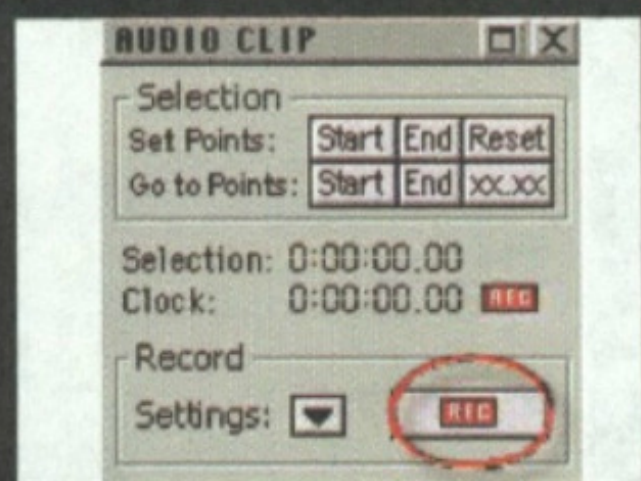 AUDIO CLIP
Selection
Set Points: Start End Reset
Go to Points: Start End xx.xx
Selection: 0:00:00.00
Clock: 0:00:00.00 REC
Record
Settings: REC